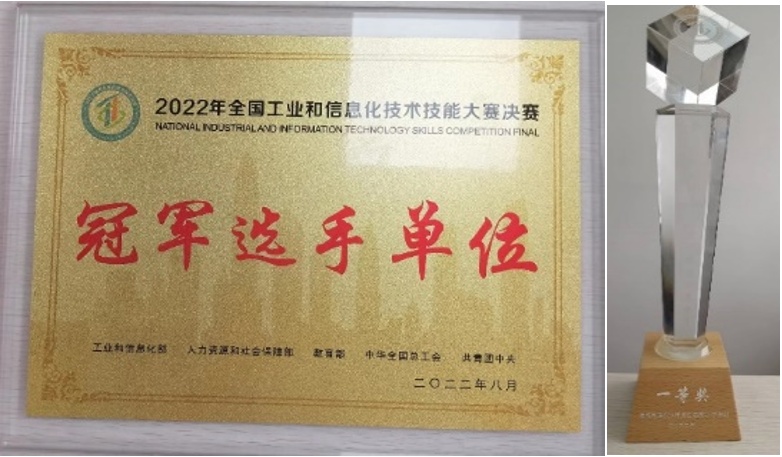 2022年全国工业和信息化技术技能大赛决赛
NATIONAL INDUSTRIAL AND INFORMATION TECHNOLOGY SKILLS COMPETITION FINAL
冠军选手单位
工业和信息化部 人力资源和社会保障部 教育部 中华全国总工会 共青团中央
二〇二二年八月
一等奖